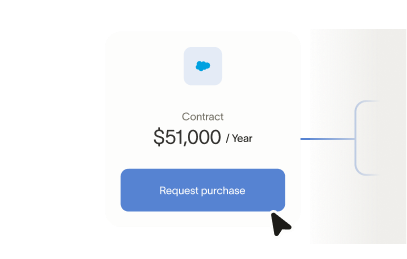 Contract
$51,000 / Year
Request purchase